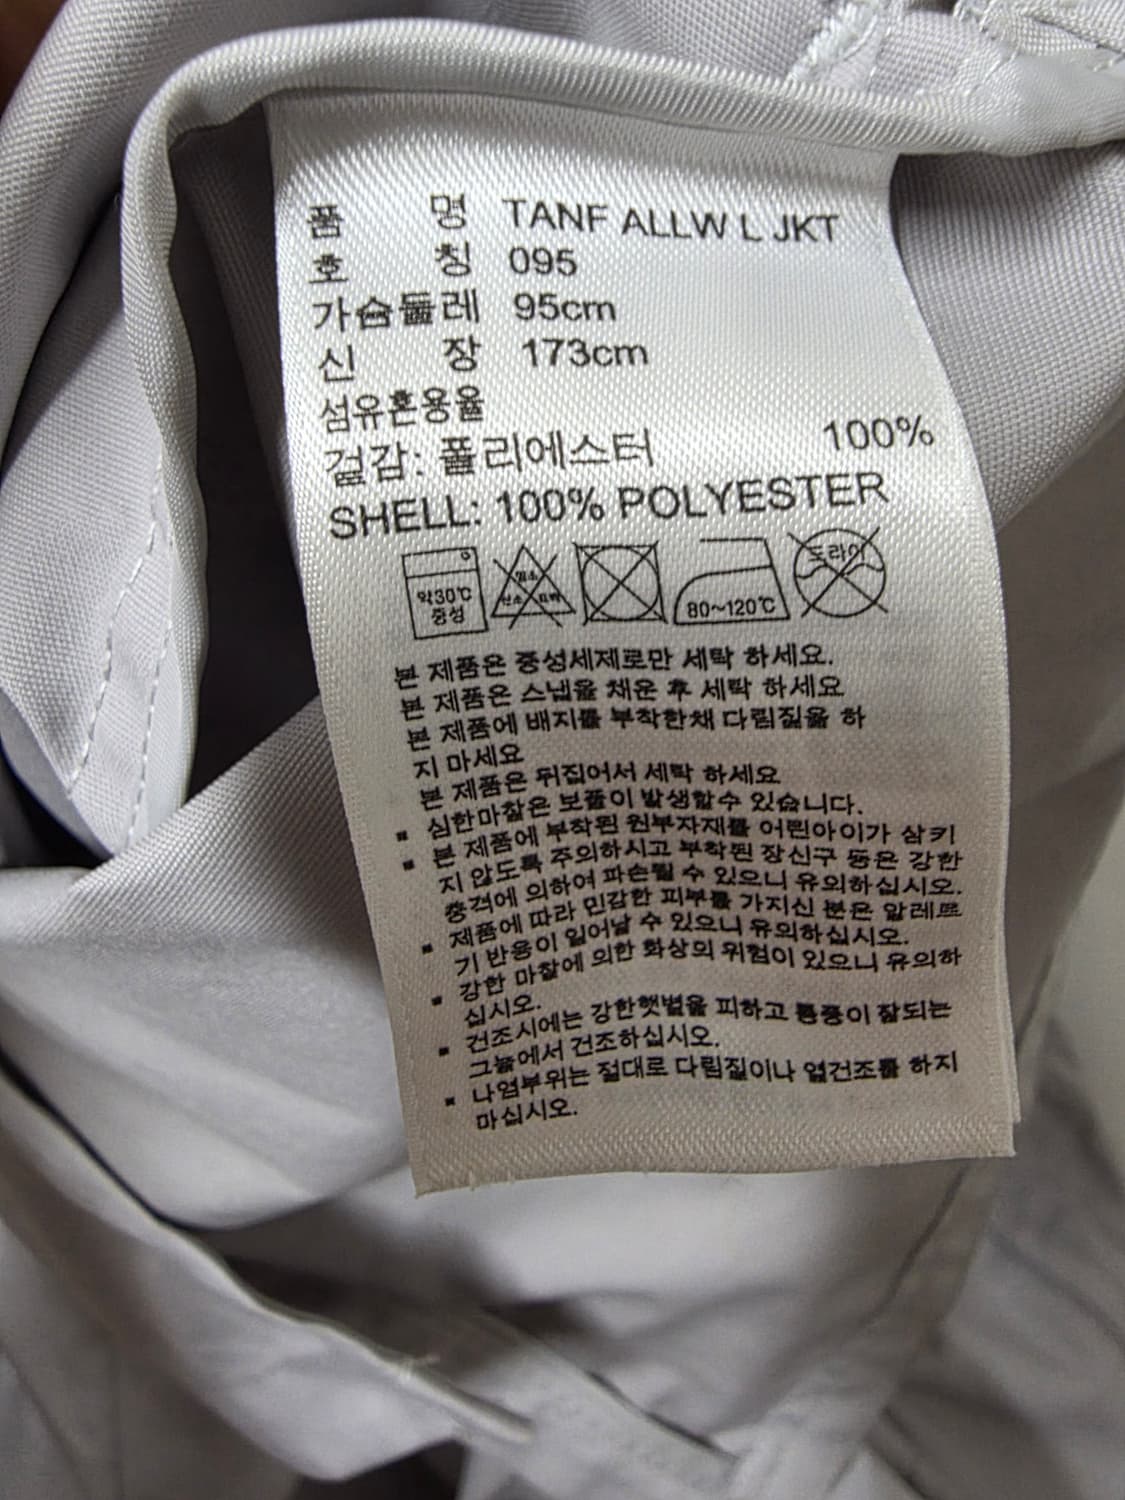 품 명 TANF ALLW L JKT
호 칭 095
가슴둘레 95cm
신 장 173cm
섬유혼용율
겉감: 폴리에스터 100%
SHELL: 100% POLYESTER
약30℃
중성
염소
산소 표백
80~120℃
드라이
본 제품은 중성세제로만 세탁 하세요.
본 제품은 스냅을 채운 후 세탁 하세요
본 제품에 배지를 부착한채 다림질을 하
지 마세요
본 제품은 뒤집어서 세탁 하세요
▪ 심한마찰은 보풀이 발생할수 있습니다.
▪ 본 제품에 부착된 원부자재를 어린아이가 삼키
지 않도록 주의하시고 부착된 장신구 등은 강한
충격에 의하여 파손될 수 있으니 유의하십시오.
▪ 제품에 따라 민감한 피부를 가지신 분은 알레르
기 반응이 일어날 수 있으니 유의하십시오.
▪ 강한 마찰에 의한 화상의 위험이 있으니 유의하
십시오.
▪ 건조시에는 강한햇볕을 피하고 통풍이 잘되는
그늘에서 건조하십시오.
▪ 나염부위는 절대로 다림질이나 열건조를 하지
마십시오.